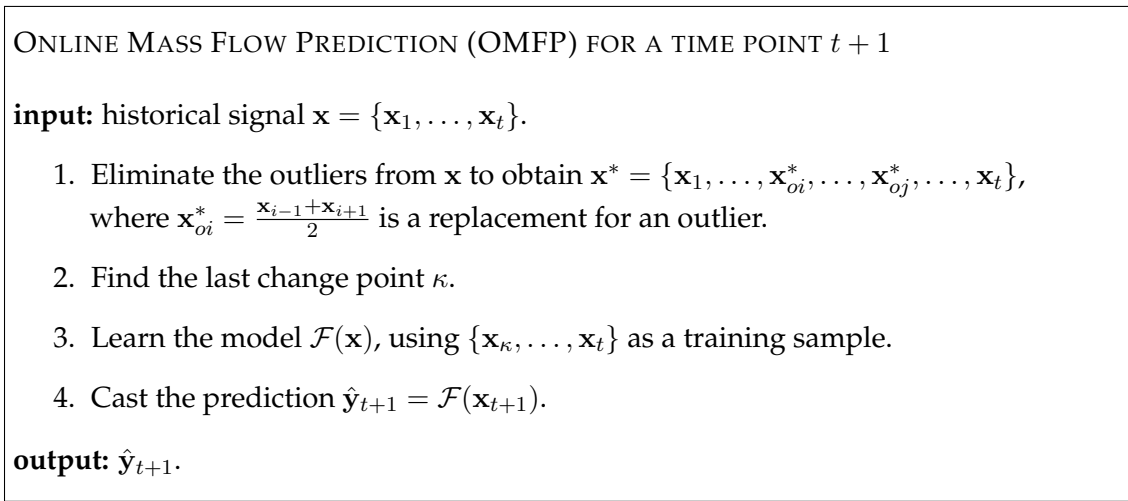 ONLINE MASS FLOW PREDICTION (OMFP) FOR A TIME POINT t + 1
input: historical signal x = {x₁, . . . , xₜ}.
1. Eliminate the outliers from x to obtain x* = {x₁, . . . , x*ₒᵢ, . . . , x*ₒⱼ, . . . , xₜ},
where x*ₒᵢ = (xᵢ₋₁+xᵢ₊₁)/2 is a replacement for an outlier.
2. Find the last change point κ.
3. Learn the model ℱ(x), using {x_κ, . . . , xₜ} as a training sample.
4. Cast the prediction ŷₜ₊₁ = ℱ(xₜ₊₁).
output: ŷₜ₊₁.